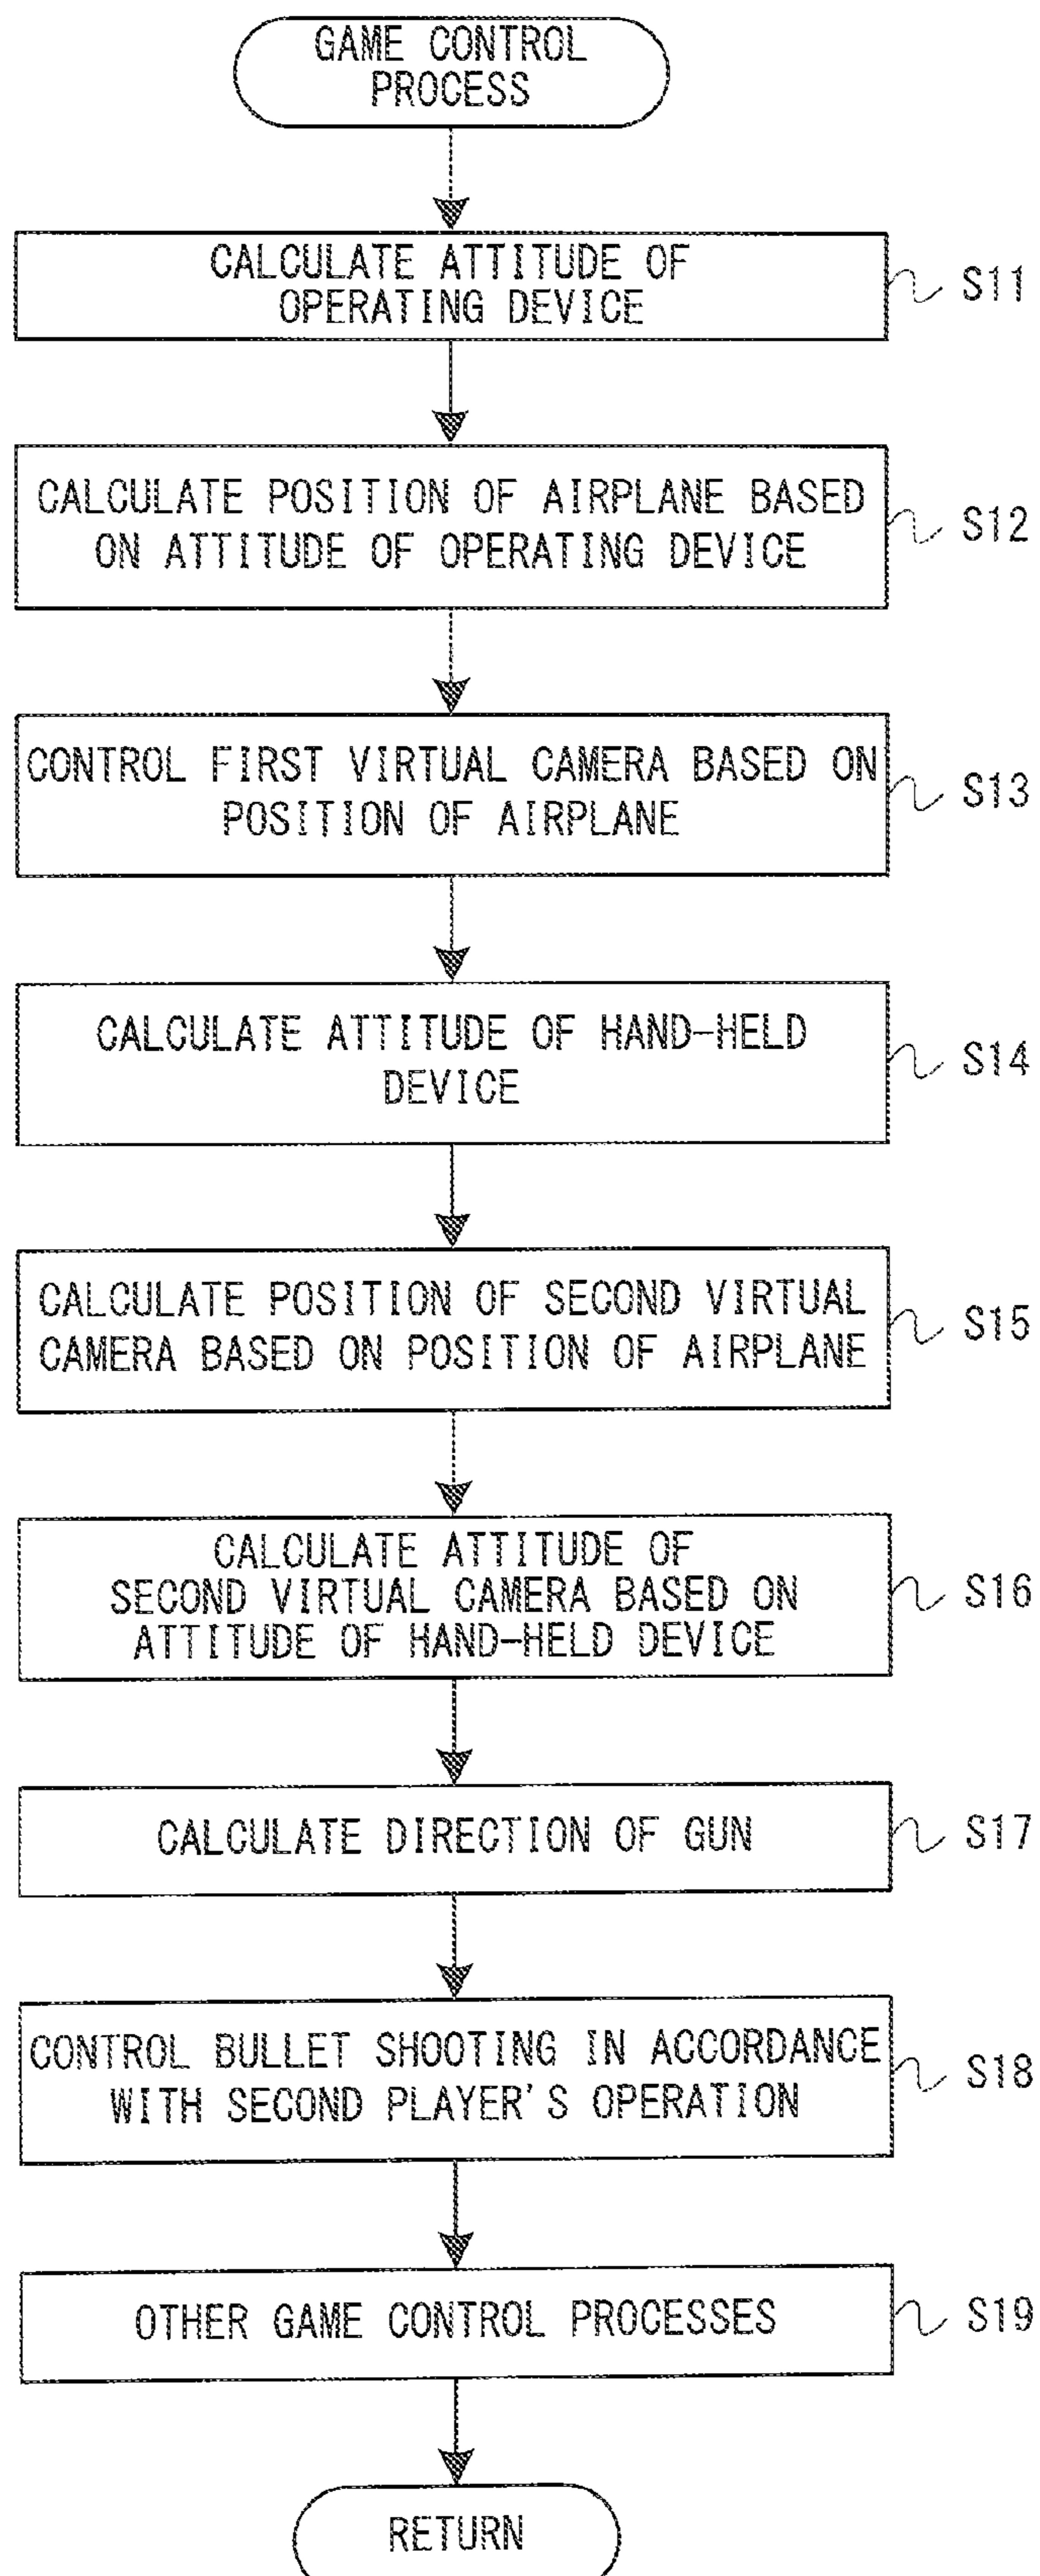 GAME CONTROL
PROCESS
CALCULATE ATTITUDE OF
OPERATING DEVICE
S11
CALCULATE POSITION OF AIRPLANE BASED
ON ATTITUDE OF OPERATING DEVICE
S12
CONTROL FIRST VIRTUAL CAMERA BASED ON
POSITION OF AIRPLANE
S13
CALCULATE ATTITUDE OF HAND-HELD
DEVICE
S14
CALCULATE POSITION OF SECOND VIRTUAL
CAMERA BASED ON POSITION OF AIRPLANE
S15
CALCULATE ATTITUDE OF
SECOND VIRTUAL CAMERA BASED ON
ATTITUDE OF HAND-HELD DEVICE
S16
CALCULATE DIRECTION OF GUN
S17
CONTROL BULLET SHOOTING IN ACCORDANCE
WITH SECOND PLAYER'S OPERATION
S18
OTHER GAME CONTROL PROCESSES
S19
RETURN